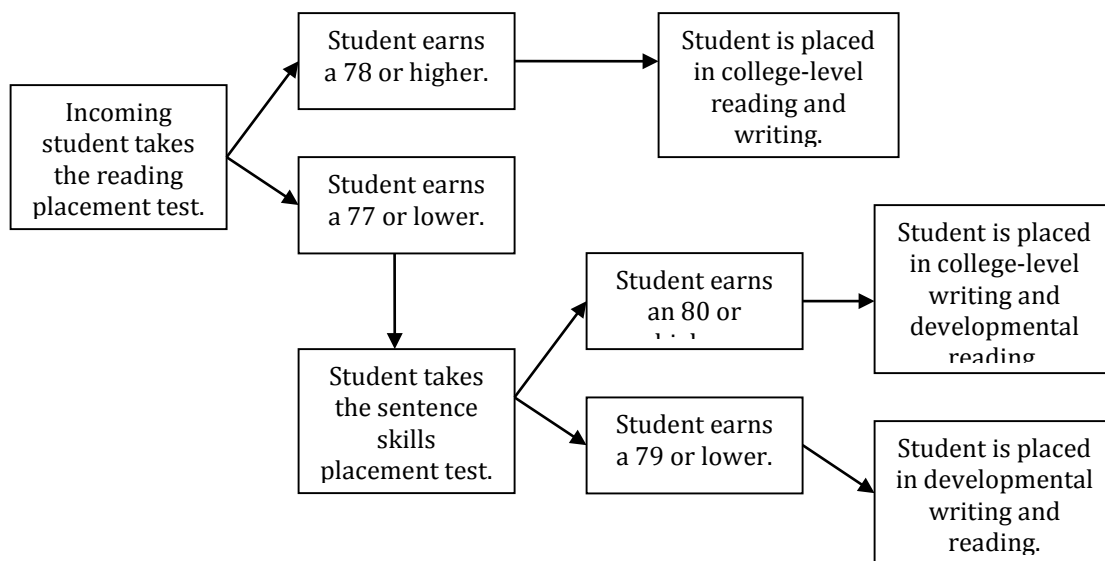 Incoming
student takes
the reading
placement test.
Student earns
a 78 or higher.
Student is placed
in college-level
reading and
writing.
Student earns
a 77 or lower.
Student takes
the sentence
skills
placement test.
Student earns
an 80 or
Student is placed
in college-level
writing and
developmental
reading.
Student earns
a 79 or lower.
Student is placed
in developmental
writing and
reading.